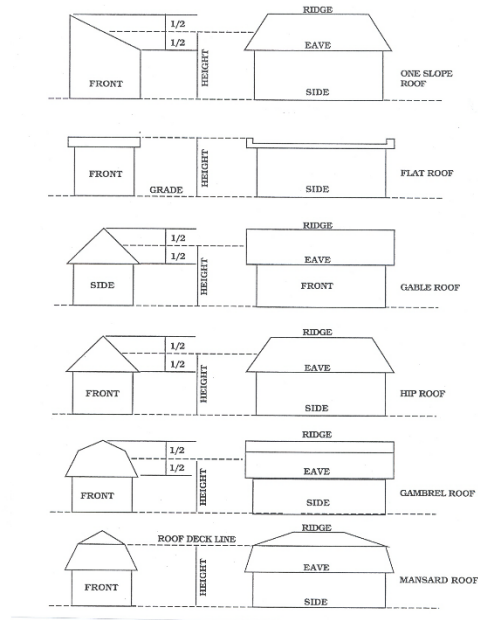 RIDGE
1/2
1/2
EAVE
HEIGHT
FRONT
SIDE
ONE SLOPE
ROOF
FRONT
HEIGHT
GRADE
SIDE
FLAT ROOF
RIDGE
1/2
1/2
EAVE
HEIGHT
SIDE
FRONT
GABLE ROOF
RIDGE
1/2
1/2
EAVE
HEIGHT
FRONT
SIDE
HIP ROOF
RIDGE
1/2
1/2
EAVE
HEIGHT
FRONT
SIDE
GAMBREL ROOF
RIDGE
ROOF DECK LINE
EAVE
HEIGHT
FRONT
SIDE
MANSARD ROOF